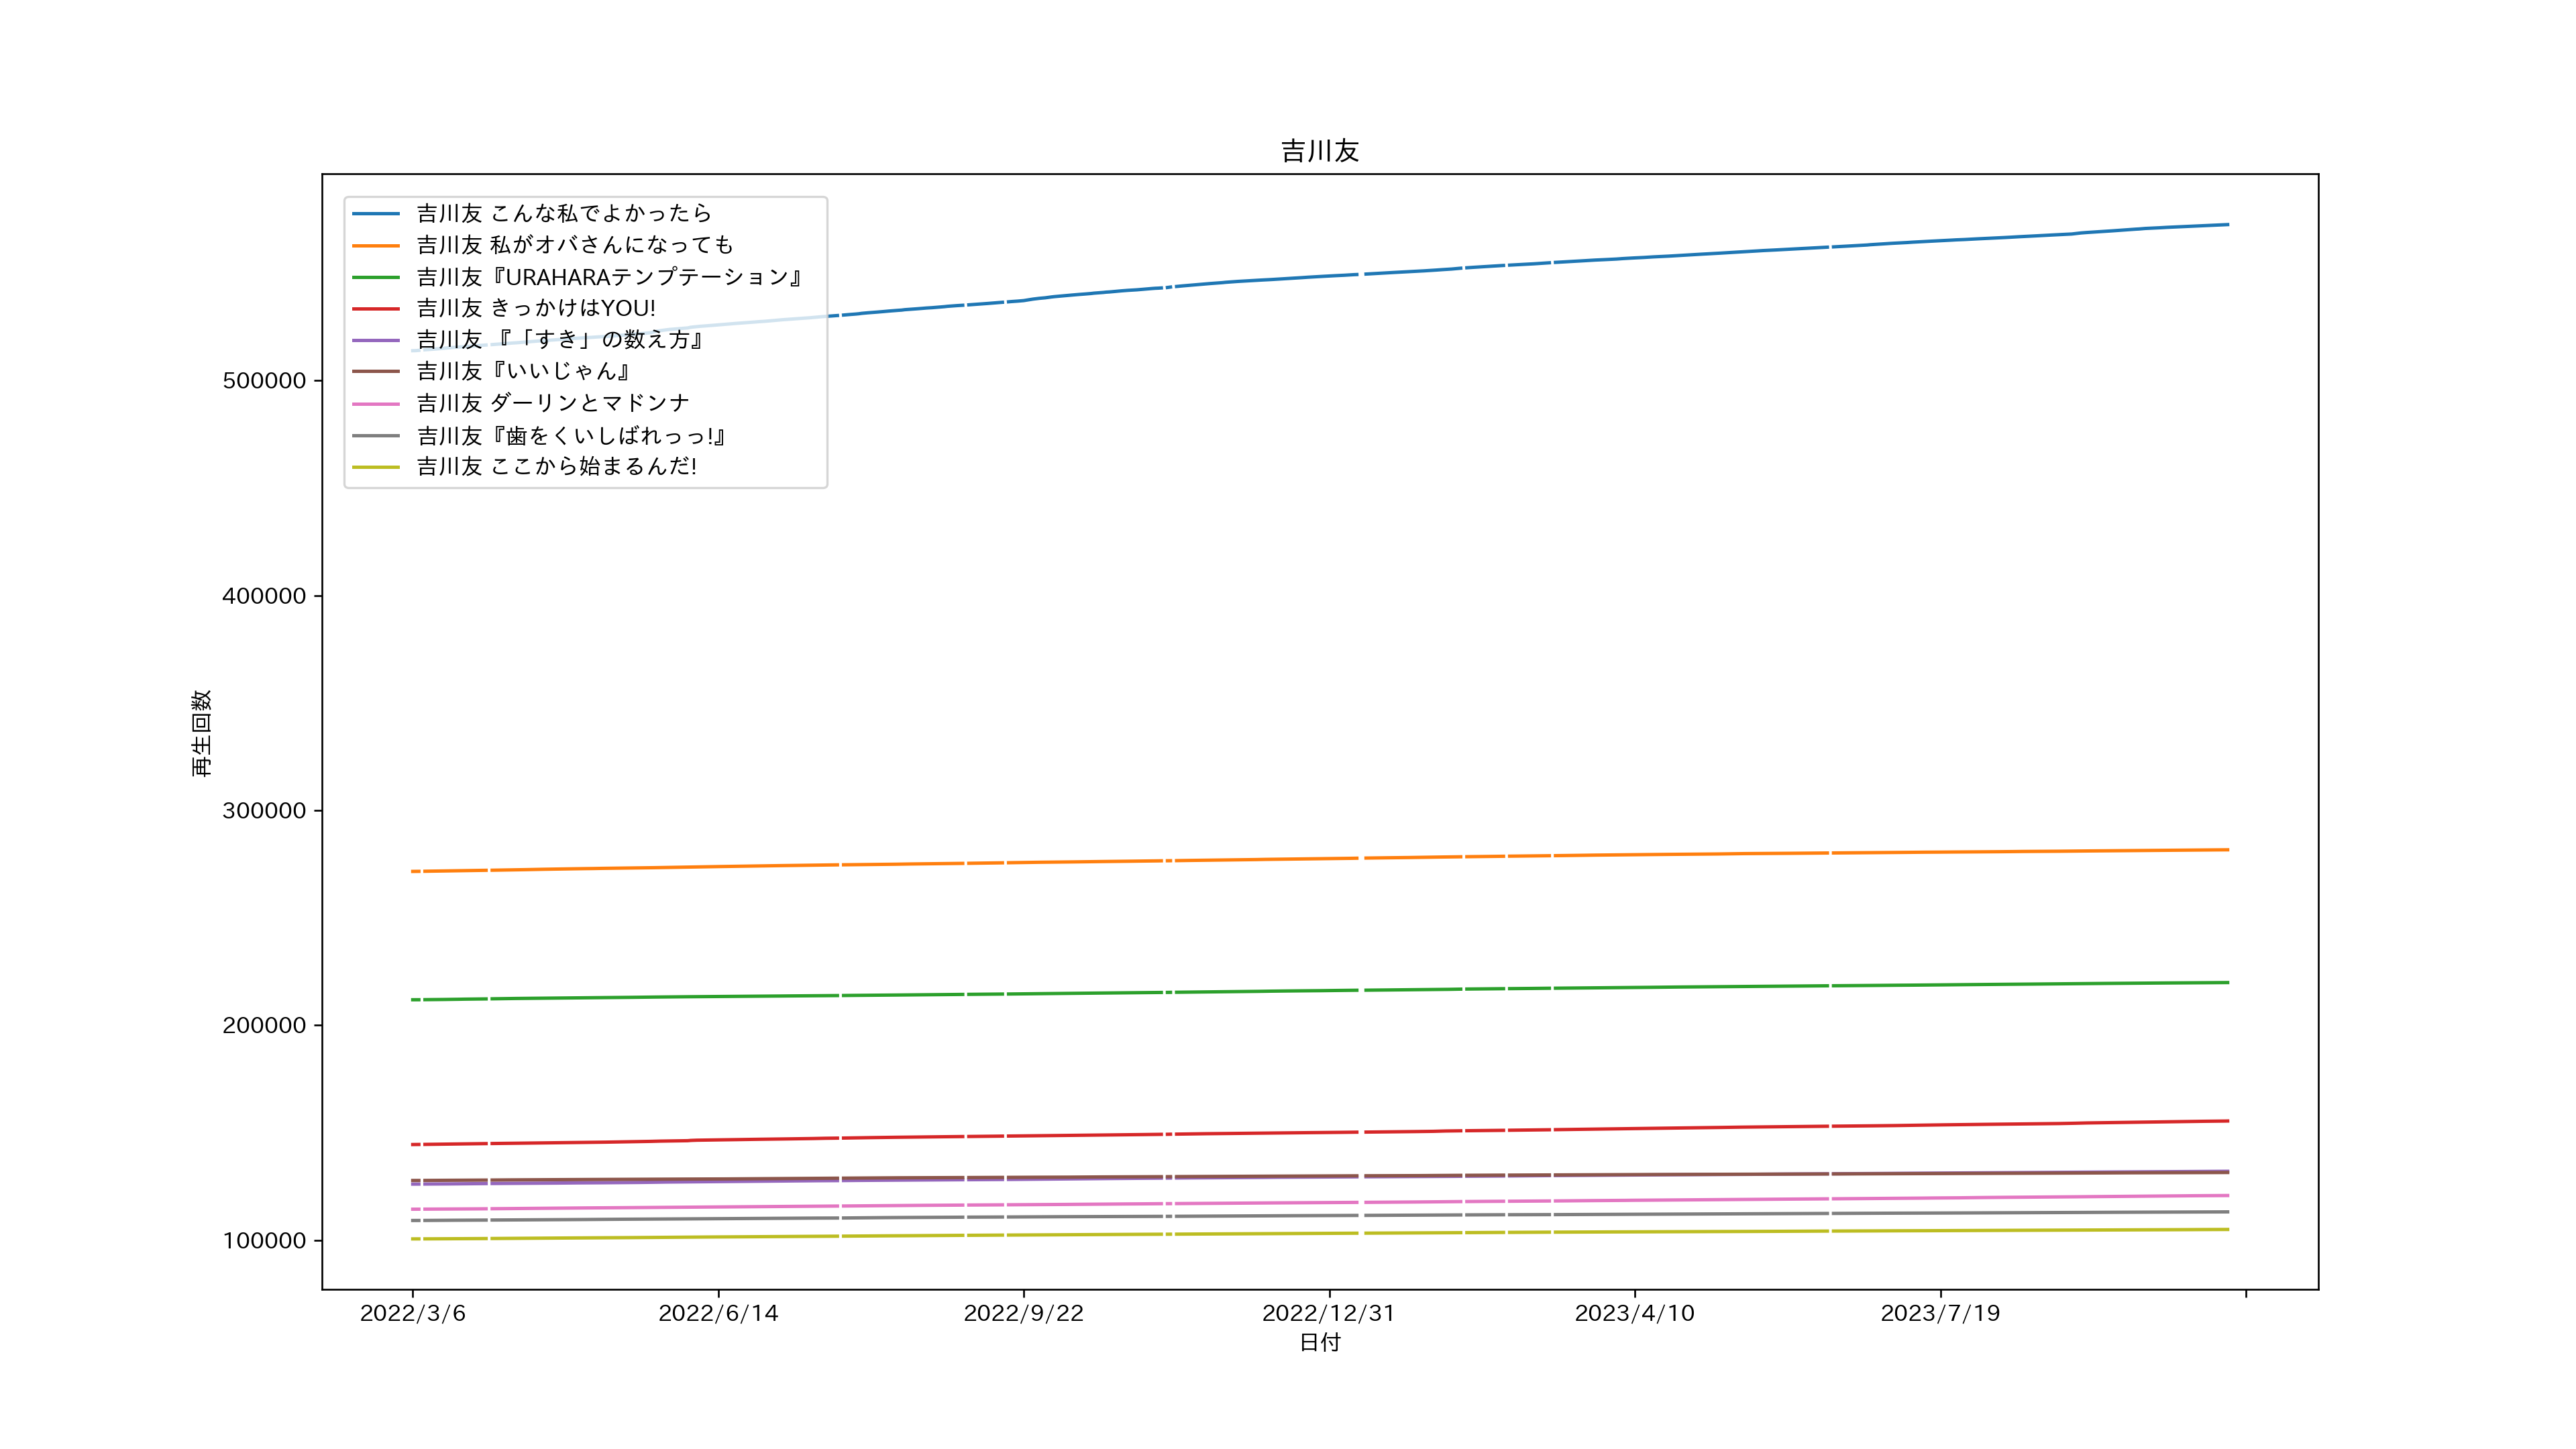 吉川友
吉川友 こんな私でよかったら
吉川友 私がオバさんになっても
吉川友『URAHARAテンプテーション』
吉川友 きっかけはYOU!
吉川友 『「すき」の数え方』
吉川友『いいじゃん』
吉川友 ダーリンとマドンナ
吉川友『歯をくいしばれっっ!』
吉川友 ここから始まるんだ!
再生回数
500000
400000
300000
200000
100000
2022/3/6
2022/6/14
2022/9/22
2022/12/31
2023/4/10
2023/7/19
日付